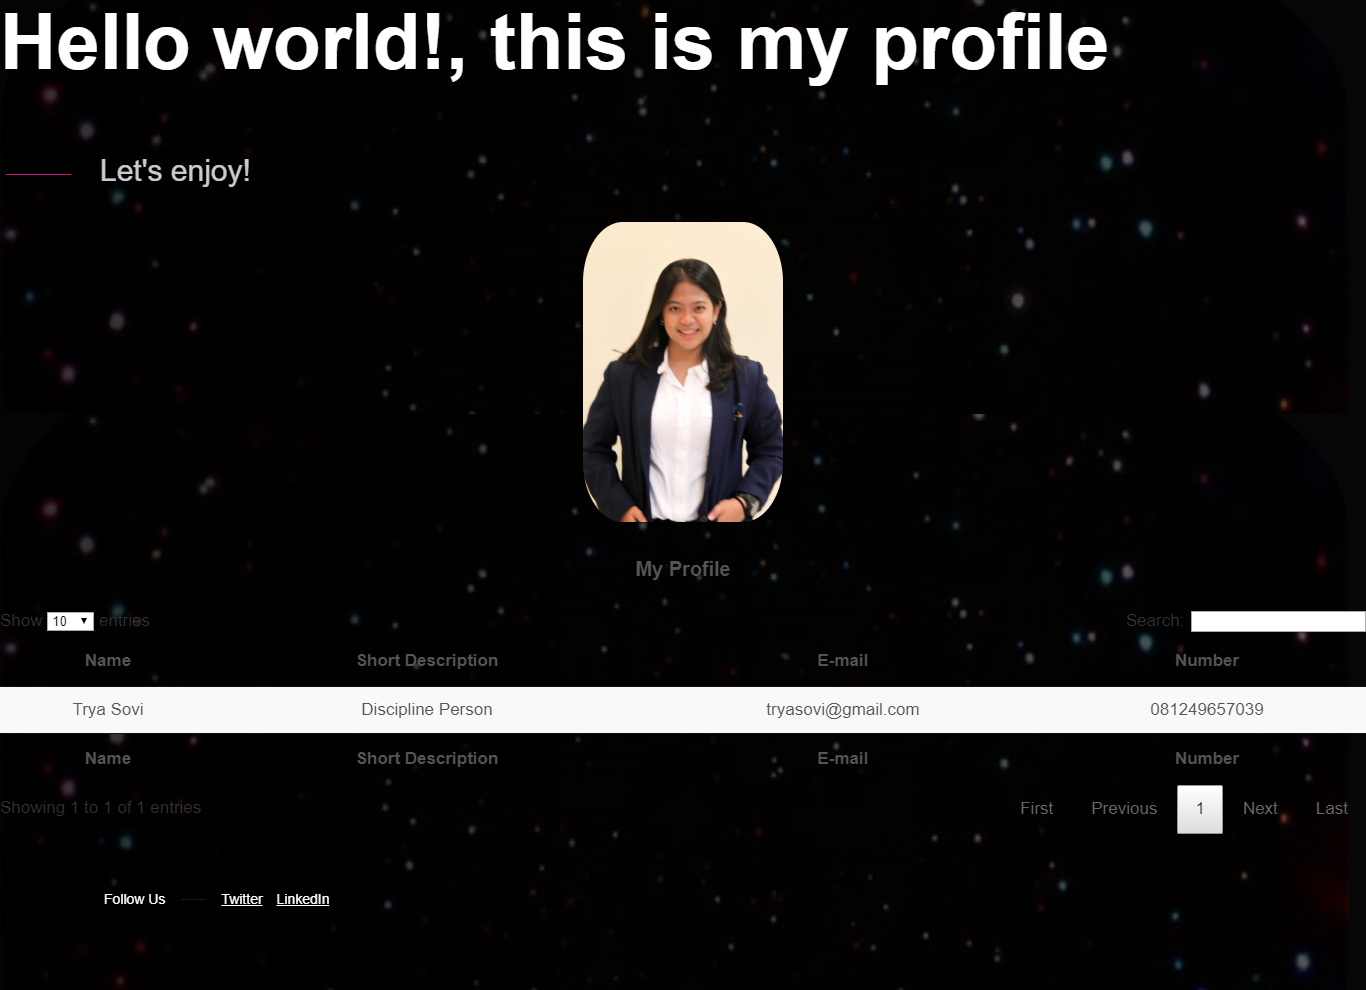 Hello world!, this is my profile
Let's enjoy!
My Profile
Show 10 entries Search:
Name Short Description E-mail Number
Trya Sovi Discipline Person tryasovi@gmail.com 081249657039
Name Short Description E-mail Number
Showing 1 to 1 of 1 entries First Previous 1 Next Last
Follow Us Twitter LinkedIn